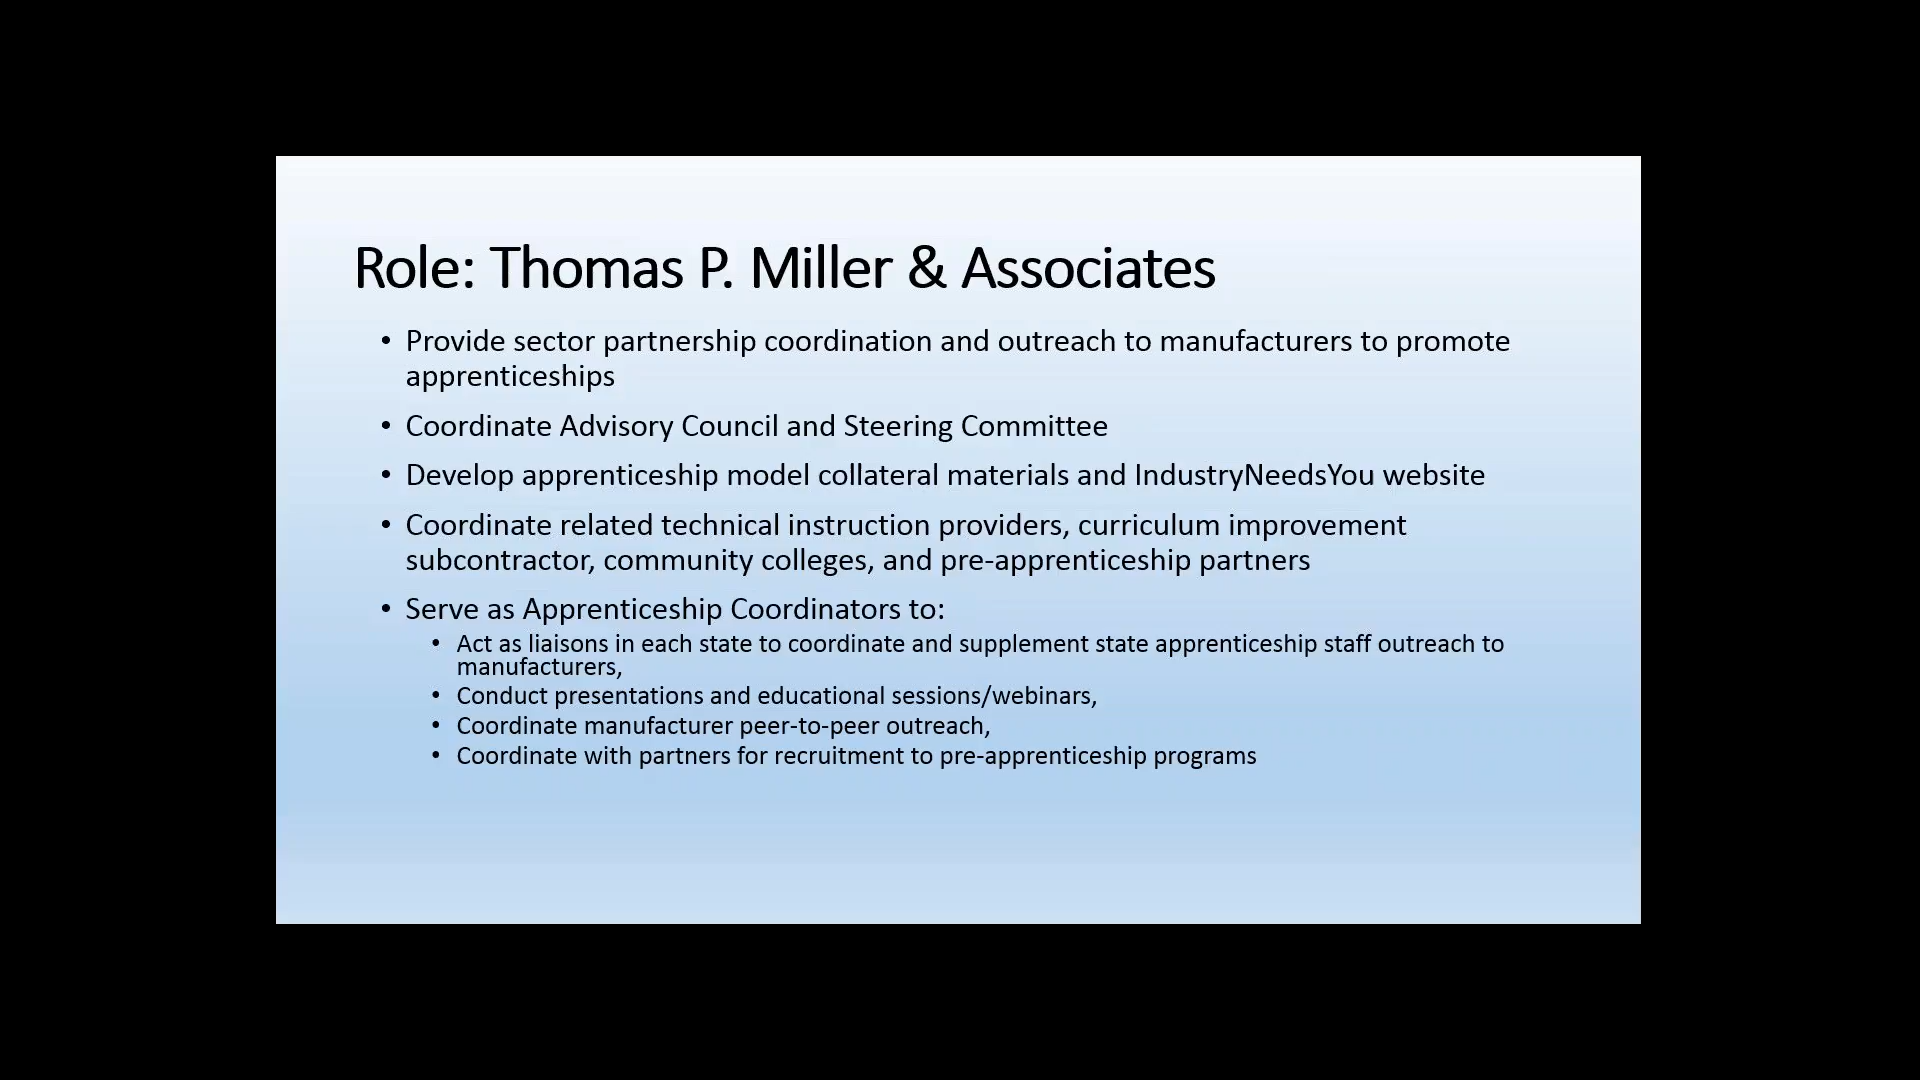 Role: Thomas P. Miller & Associates
• Provide sector partnership coordination and outreach to manufacturers to promote
apprenticeships
• Coordinate Advisory Council and Steering Committee
• Develop apprenticeship model collateral materials and IndustryNeedsYou website
• Coordinate related technical instruction providers, curriculum improvement
subcontractor, community colleges, and pre-apprenticeship partners
• Serve as Apprenticeship Coordinators to:
• Act as liaisons in each state to coordinate and supplement state apprenticeship staff outreach to
manufacturers,
• Conduct presentations and educational sessions/webinars,
• Coordinate manufacturer peer-to-peer outreach,
• Coordinate with partners for recruitment to pre-apprenticeship programs